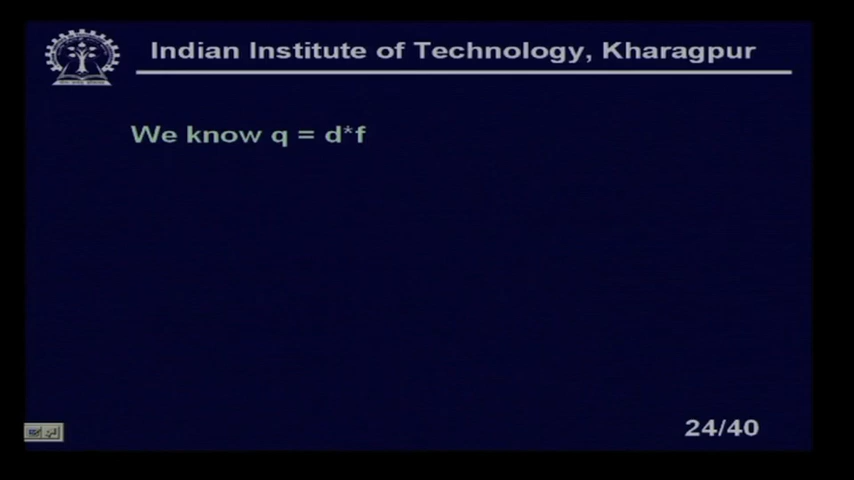 Indian Institute of Technology, Kharagpur
We know q = d*f
24/40